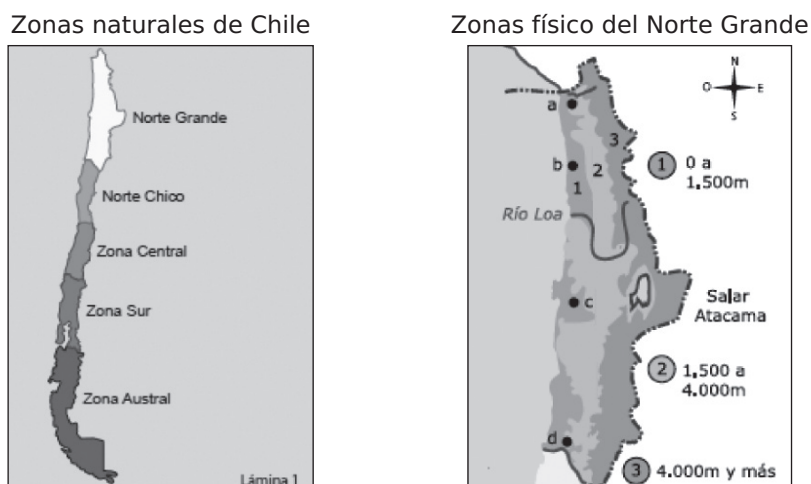 Zonas naturales de Chile
Norte Grande
Norte Chico
Zona Central
Zona Sur
Zona Austral
Lámina 1
Zonas físico del Norte Grande
N
O
E
S
a
3
b
2
1
1
0 a
1.500m
Río Loa
c
Salar
Atacama
2
1.500 a
4.000m
d
3
4.000m y más